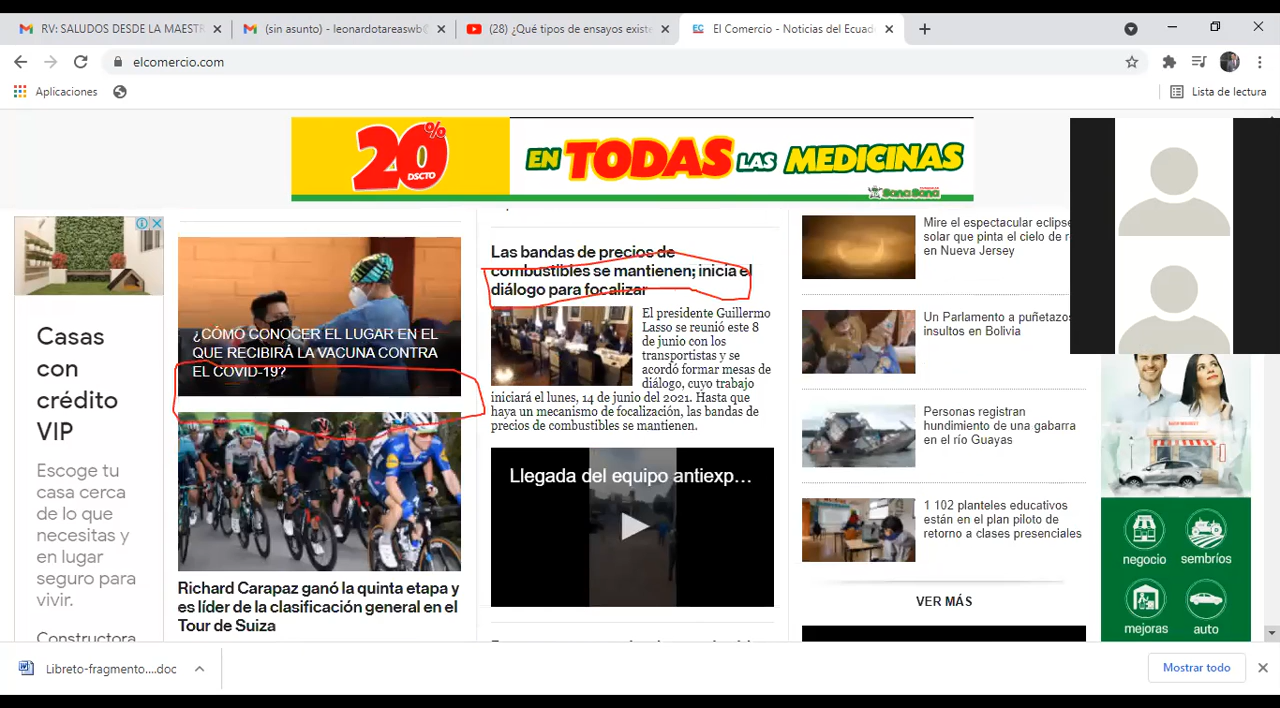 RV: SALUDOS DESDE LA MAESTR
(sin asunto) - leonardotareaswb@
(28) ¿Qué tipos de ensayos existe
EC El Comercio - Noticias del Ecuad
elcomercio.com
Aplicaciones
Lista de lectura
20% DSCTO
EN TODAS LAS MEDICINAS
SanaSana
Casas
con
crédito
VIP
Escoge tu
casa cerca
de lo que
necesitas y
en lugar
seguro para
vivir.
Constructora
¿CÓMO CONOCER EL LUGAR EN EL
QUE RECIBIRÁ LA VACUNA CONTRA
EL COVID-19?
Richard Carapaz ganó la quinta etapa y
es líder de la clasificación general en el
Tour de Suiza
Las bandas de precios de
combustibles se mantienen; inicia el
diálogo para focalizar
El presidente Guillermo
Lasso se reunió este 8
de junio con los
transportistas y se
acordó formar mesas de
diálogo, cuyo trabajo
iniciará el lunes, 14 de junio del 2021. Hasta que
haya un mecanismo de focalización, las bandas de
precios de combustibles se mantienen.
Llegada del equipo antiexp...
Mire el espectacular eclipse
solar que pinta el cielo de r
en Nueva Jersey
Un Parlamento a puñetazos
insultos en Bolivia
Personas registran
hundimiento de una gabarra
en el río Guayas
1 102 planteles educativos
están en el plan piloto de
retorno a clases presenciales
VER MÁS
negocio sembríos
mejoras auto
Libreto-fragmento....doc
Mostrar todo